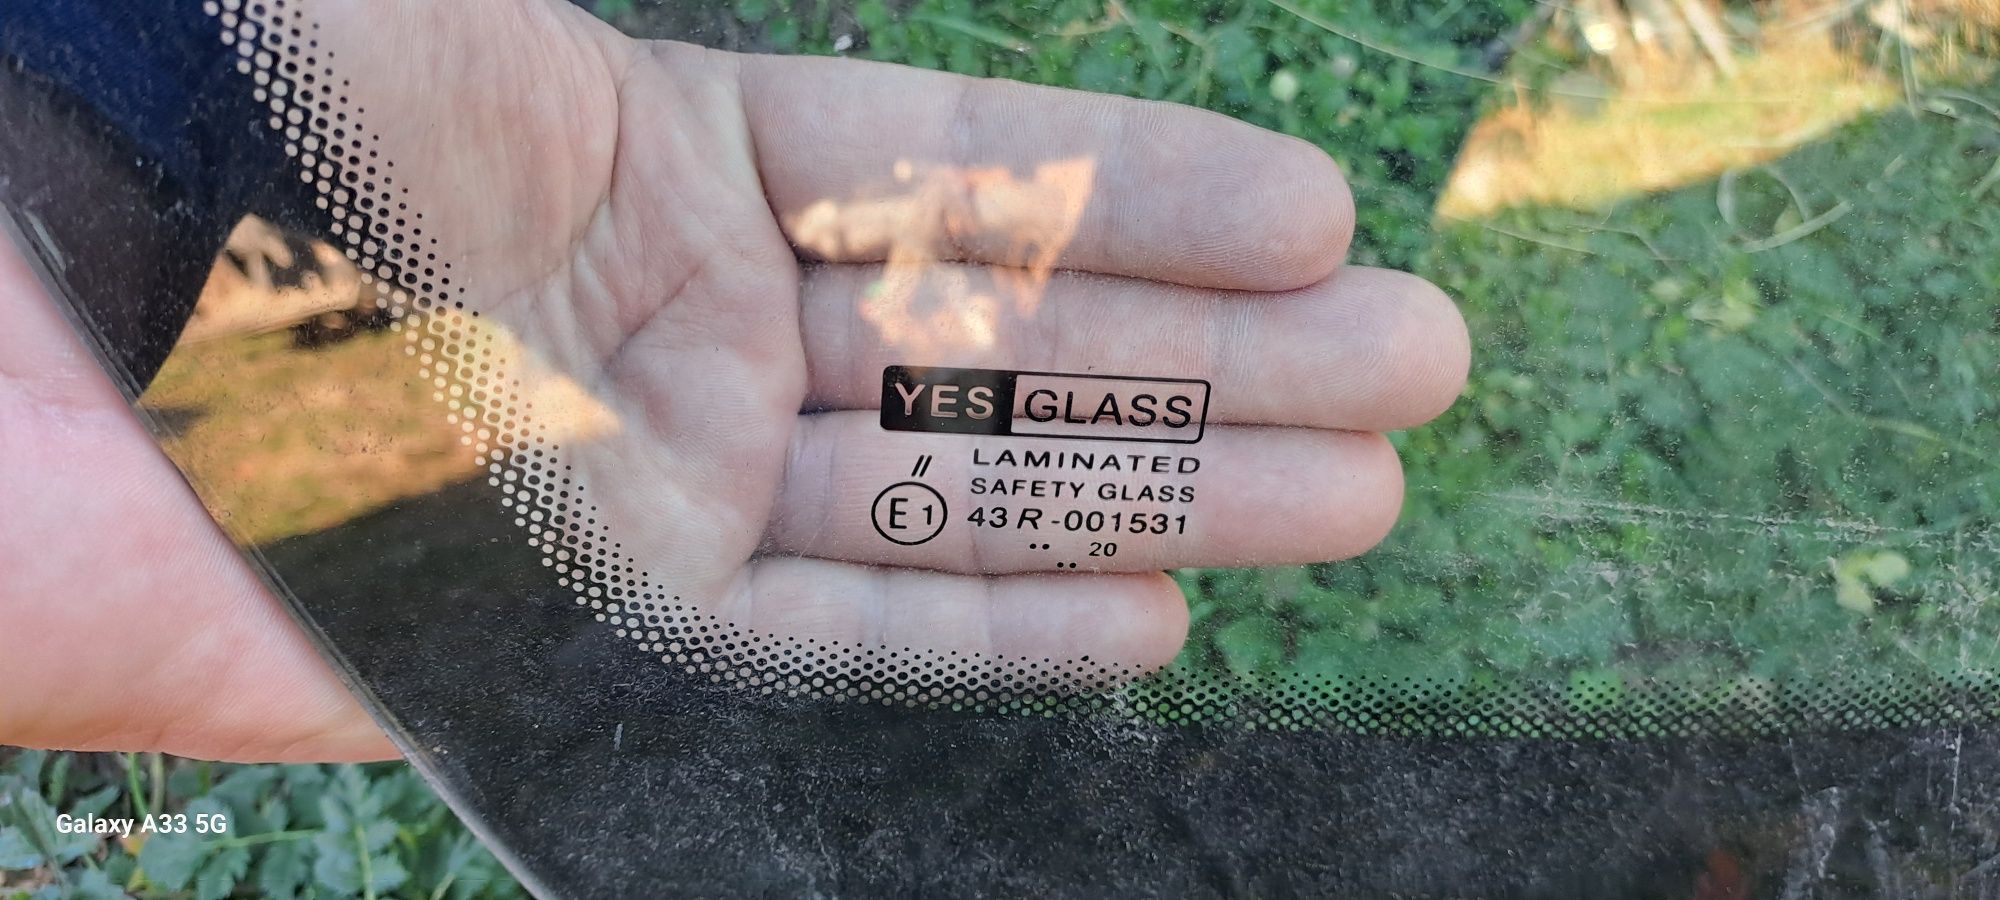 YES GLASS
// LAMINATED
SAFETY GLASS
E1 43R-001531
.. 20
..
Galaxy A33 5G